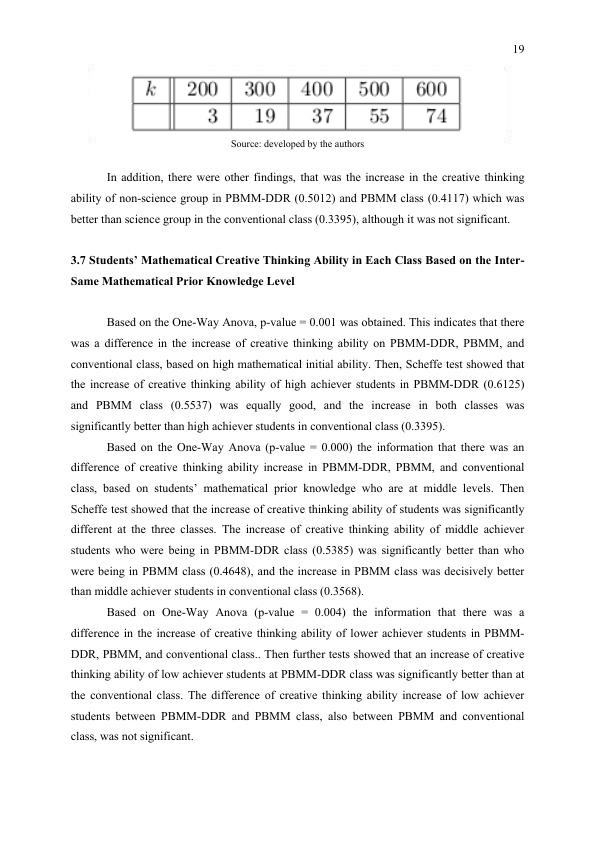 19
k 200 300 400 500 600
3 19 37 55 74
Source: developed by the authors
In addition, there were other findings, that was the increase in the creative thinking
ability of non-science group in PBMM-DDR (0.5012) and PBMM class (0.4117) which was
better than science group in the conventional class (0.3395), although it was not significant.
3.7 Students’ Mathematical Creative Thinking Ability in Each Class Based on the Inter-
Same Mathematical Prior Knowledge Level
Based on the One-Way Anova, p-value = 0.001 was obtained. This indicates that there
was a difference in the increase of creative thinking ability on PBMM-DDR, PBMM, and
conventional class, based on high mathematical initial ability. Then, Scheffe test showed that
the increase of creative thinking ability of high achiever students in PBMM-DDR (0.6125)
and PBMM class (0.5537) was equally good, and the increase in both classes was
significantly better than high achiever students in conventional class (0.3395).
Based on the One-Way Anova (p-value = 0.000) the information that there was an
difference of creative thinking ability increase in PBMM-DDR, PBMM, and conventional
class, based on students’ mathematical prior knowledge who are at middle levels. Then
Scheffe test showed that the increase of creative thinking ability of students was significantly
different at the three classes. The increase of creative thinking ability of middle achiever
students who were being in PBMM-DDR class (0.5385) was significantly better than who
were being in PBMM class (0.4648), and the increase in PBMM class was decisively better
than middle achiever students in conventional class (0.3568).
Based on One-Way Anova (p-value = 0.004) the information that there was a
difference in the increase of creative thinking ability of lower achiever students in PBMM-
DDR, PBMM, and conventional class.. Then further tests showed that an increase of creative
thinking ability of low achiever students at PBMM-DDR class was significantly better than at
the conventional class. The difference of creative thinking ability increase of low achiever
students between PBMM-DDR and PBMM class, also between PBMM and conventional
class, was not significant.